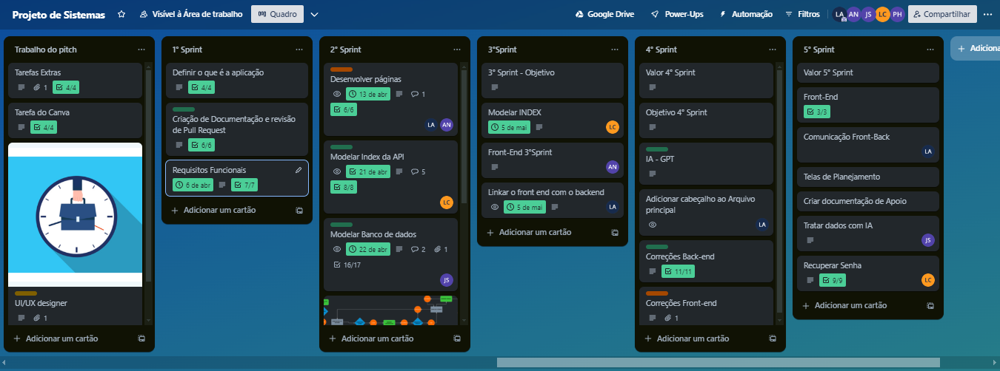 Projeto de Sistemas
Visível à Área de trabalho
Quadro
Google Drive
Power-Ups
Automação
Filtros
LA
AN
JS
LC
PH
Compartilhar
Trabalho do pitch
Tarefas Extras
1
4/4
Tarefa do Canva
4/4
UI/UX designer
1
Adicionar um cartão
1° Sprint
Definir o que é a aplicação
4/4
Criação de Documentação e revisão
de Pull Request
6/6
Requisitos Funcionais
6 de abr
7/7
Adicionar um cartão
2° Sprint
Desenvolver páginas
13 de abr
1
6/6
LA
AN
Modelar Index da API
21 de abr
5
8/8
LC
Modelar Banco de dados
22 de abr
2
1
16/17
JS
Adicionar um cartão
3°Sprint
3° Sprint - Objetivo
Modelar INDEX
5 de mai
LC
Front-End 3°Sprint
AN
Linkar o front end com o backend
5 de mai
LA
Adicionar um cartão
4° Sprint
Valor 4° Sprint
Objetivo 4° Sprint
IA - GPT
Adicionar cabeçalho ao Arquivo
principal
LA
Correções Back-end
11/11
Correções Front-end
1
Adicionar um cartão
5° Sprint
Valor 5° Sprint
Front-End
3/3
Comunicação Front-Back
LA
Telas de Planejamento
Criar documentação de Apoio
Tratar dados com IA
JS
Recuperar Senha
9/9
LC
Adicionar um cartão
Adiciona